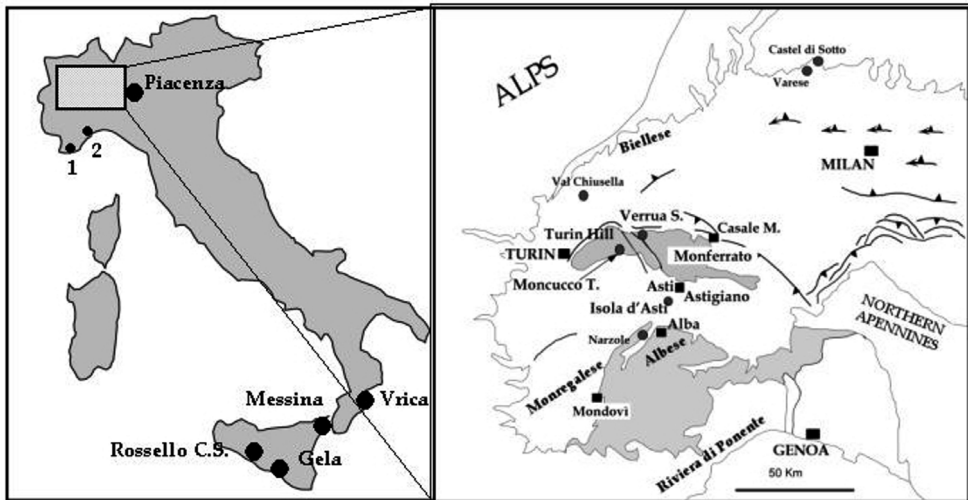 Piacenza
2
1
Messina
Vrica
Rossello C.S.
Gela
ALPS
Castel di Sotto
Varese
Biellese
MILAN
Val Chiusella
Verrua S.
Turin Hill
Casale M.
TURIN
Monferrato
Moncucco T.
Asti
Astigiano
Isola d'Asti
Alba
Narzole
Albese
NORTHERN
APENNINES
Monregalese
Mondovì
Riviera di Ponente
GENOA
50 Km